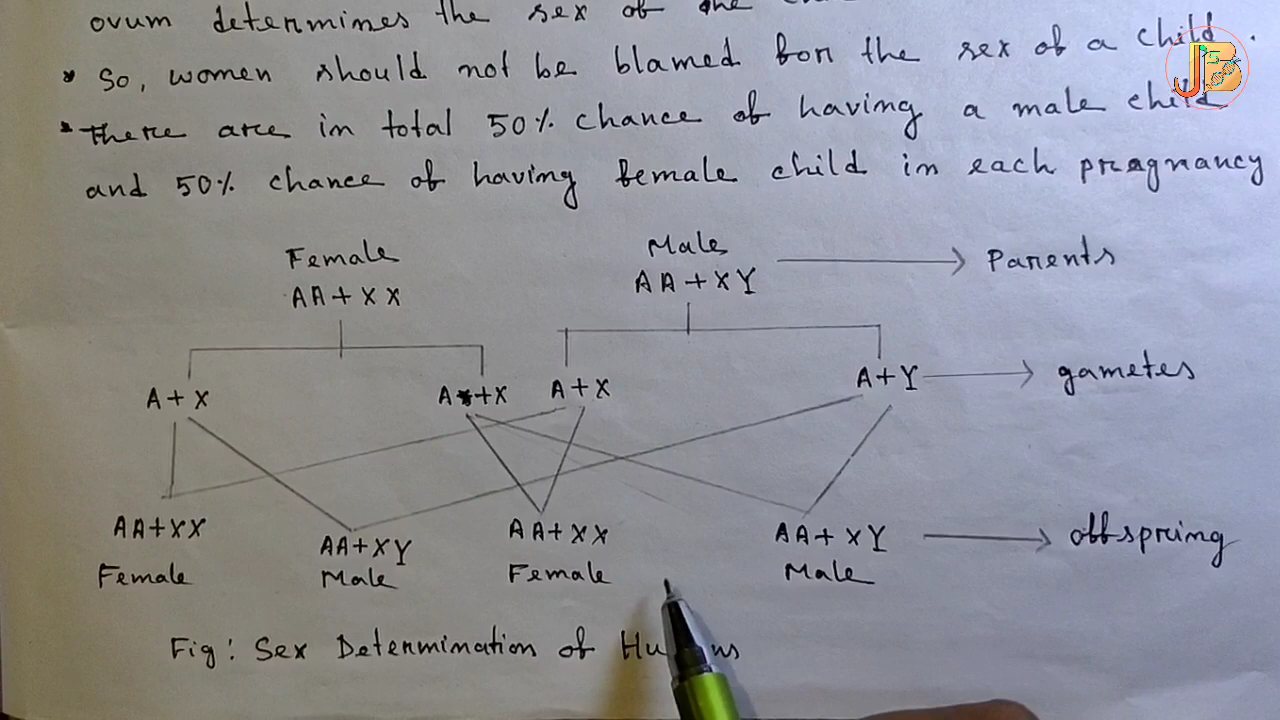 ovum determines the sex of the
* So, women should not be blamed for the sex of a child.
* there are in total 50% chance of having a male child
and 50% chance of having female child in each pragnancy
Female Male
AA+XX AA+XY → Parents
A+X A+X A+X A+Y → gametes
AA+XX AA+XY AA+XX AA+XY → offspring
Female Male Female Male
Fig: Sex Determination of
JB